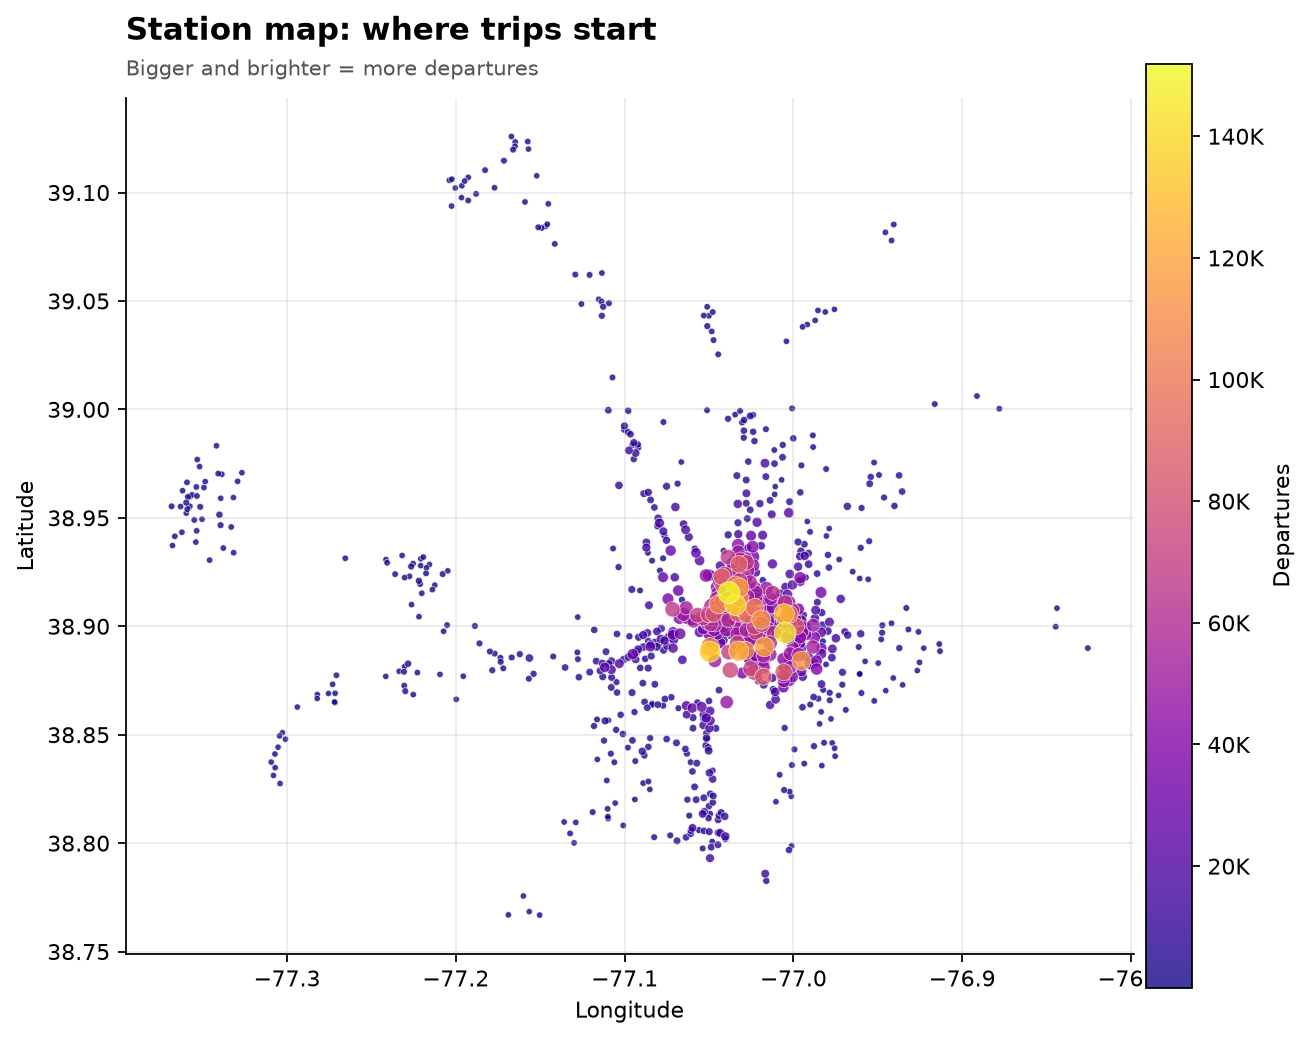 Station map: where trips start
Bigger and brighter = more departures
140K
120K
100K
80K
60K
40K
20K
Departures
39.10
39.05
39.00
38.95
38.90
38.85
38.80
38.75
Latitude
−77.3
−77.2
−77.1
−77.0
−76.9
−76
Longitude